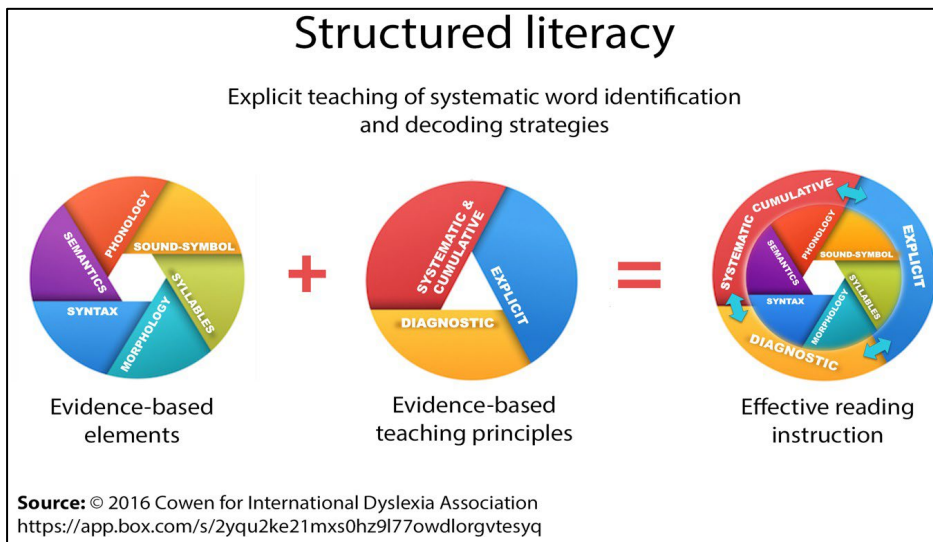 Structured literacy
Explicit teaching of systematic word identification
and decoding strategies
PHONOLOGY
SOUND-SYMBOL
SYLLABLES
MORPHOLOGY
SYNTAX
SEMANTICS
+
SYSTEMATIC &
CUMULATIVE
EXPLICIT
DIAGNOSTIC
=
SYSTEMATIC CUMULATIVE
EXPLICIT
DIAGNOSTIC
PHONOLOGY
SOUND-SYMBOL
SYLLABLES
MORPHOLOGY
SYNTAX
SEMANTICS
Evidence-based
elements
Evidence-based
teaching principles
Effective reading
instruction
Source: © 2016 Cowen for International Dyslexia Association
https://app.box.com/s/2yqu2ke21mxs0hz9l77owdlorgvtesyq